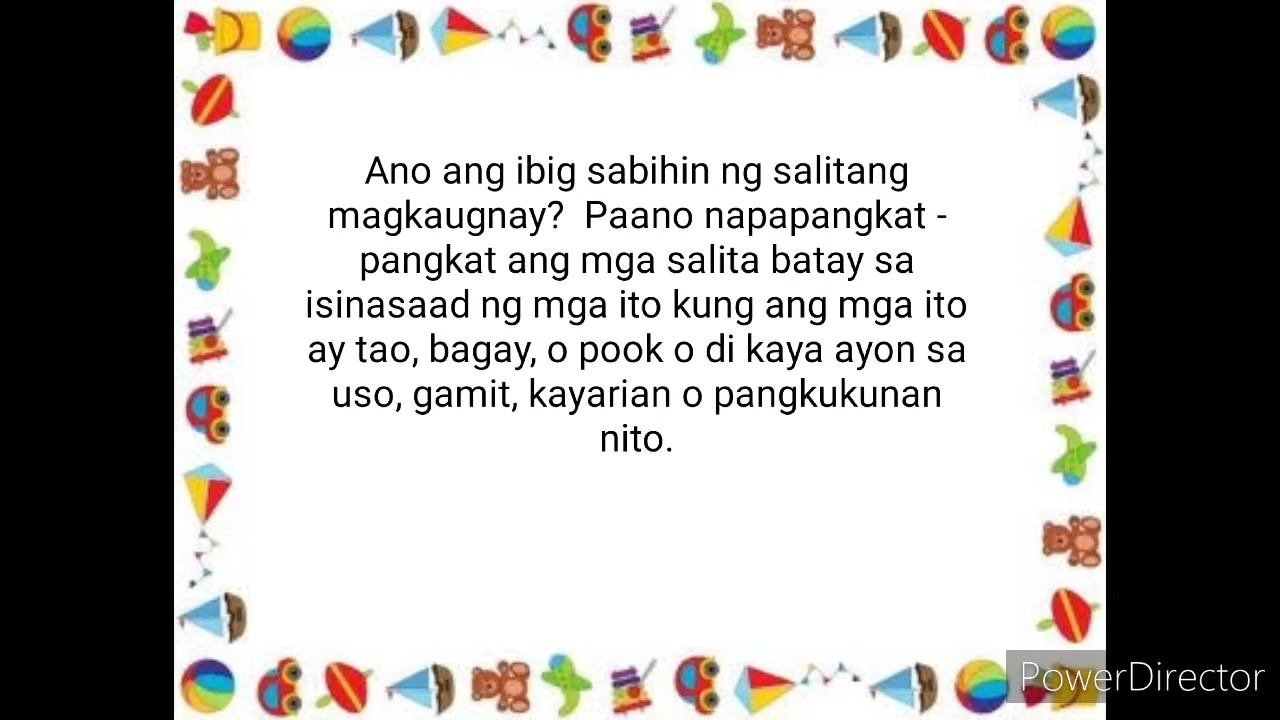 Ano ang ibig sabihin ng salitang
magkaugnay?  Paano napapangkat -
pangkat ang mga salita batay sa
isinasaad ng mga ito kung ang mga ito
ay tao, bagay, o pook o di kaya ayon sa
uso, gamit, kayarian o pangkukunan
nito.
PowerDirector